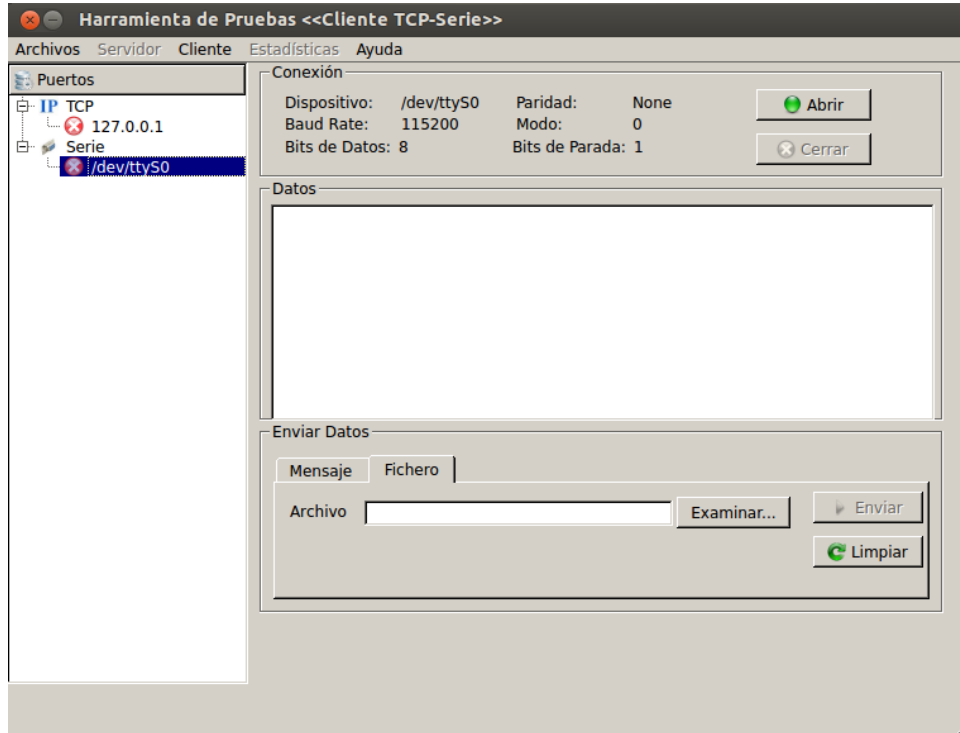 Harramienta de Pruebas <<Cliente TCP-Serie>>
Archivos Servidor Cliente Estadísticas Ayuda
Puertos
IP TCP
127.0.0.1
Serie
/dev/ttyS0
Conexión
Dispositivo: /dev/ttyS0 Paridad: None
Baud Rate: 115200 Modo: 0
Bits de Datos: 8 Bits de Parada: 1
Abrir
Cerrar
Datos
Enviar Datos
Mensaje Fichero
Archivo Examinar...
Enviar
Limpiar